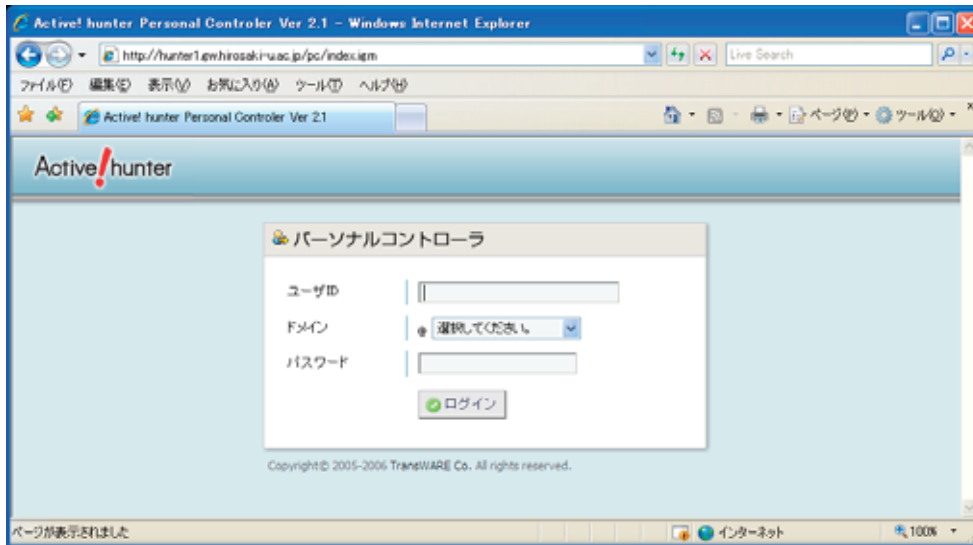 Active! hunter Personal Controler Ver 2.1 - Windows Internet Explorer
http://hunter1.gw.hirosaki-u.ac.jp/pc/index.igm
Live Search
ファイル(F) 編集(E) 表示(V) お気に入り(A) ツール(T) ヘルプ(H)
Active! hunter Personal Controler Ver 2.1
ページ(P) ツール(O)
Active! hunter
パーソナルコントローラ
ユーザID
ドメイン @ 選択してください。
パスワード
ログイン
Copyright© 2005-2006 TransWARE Co. All rights reserved.
ページが表示されました
インターネット
100%